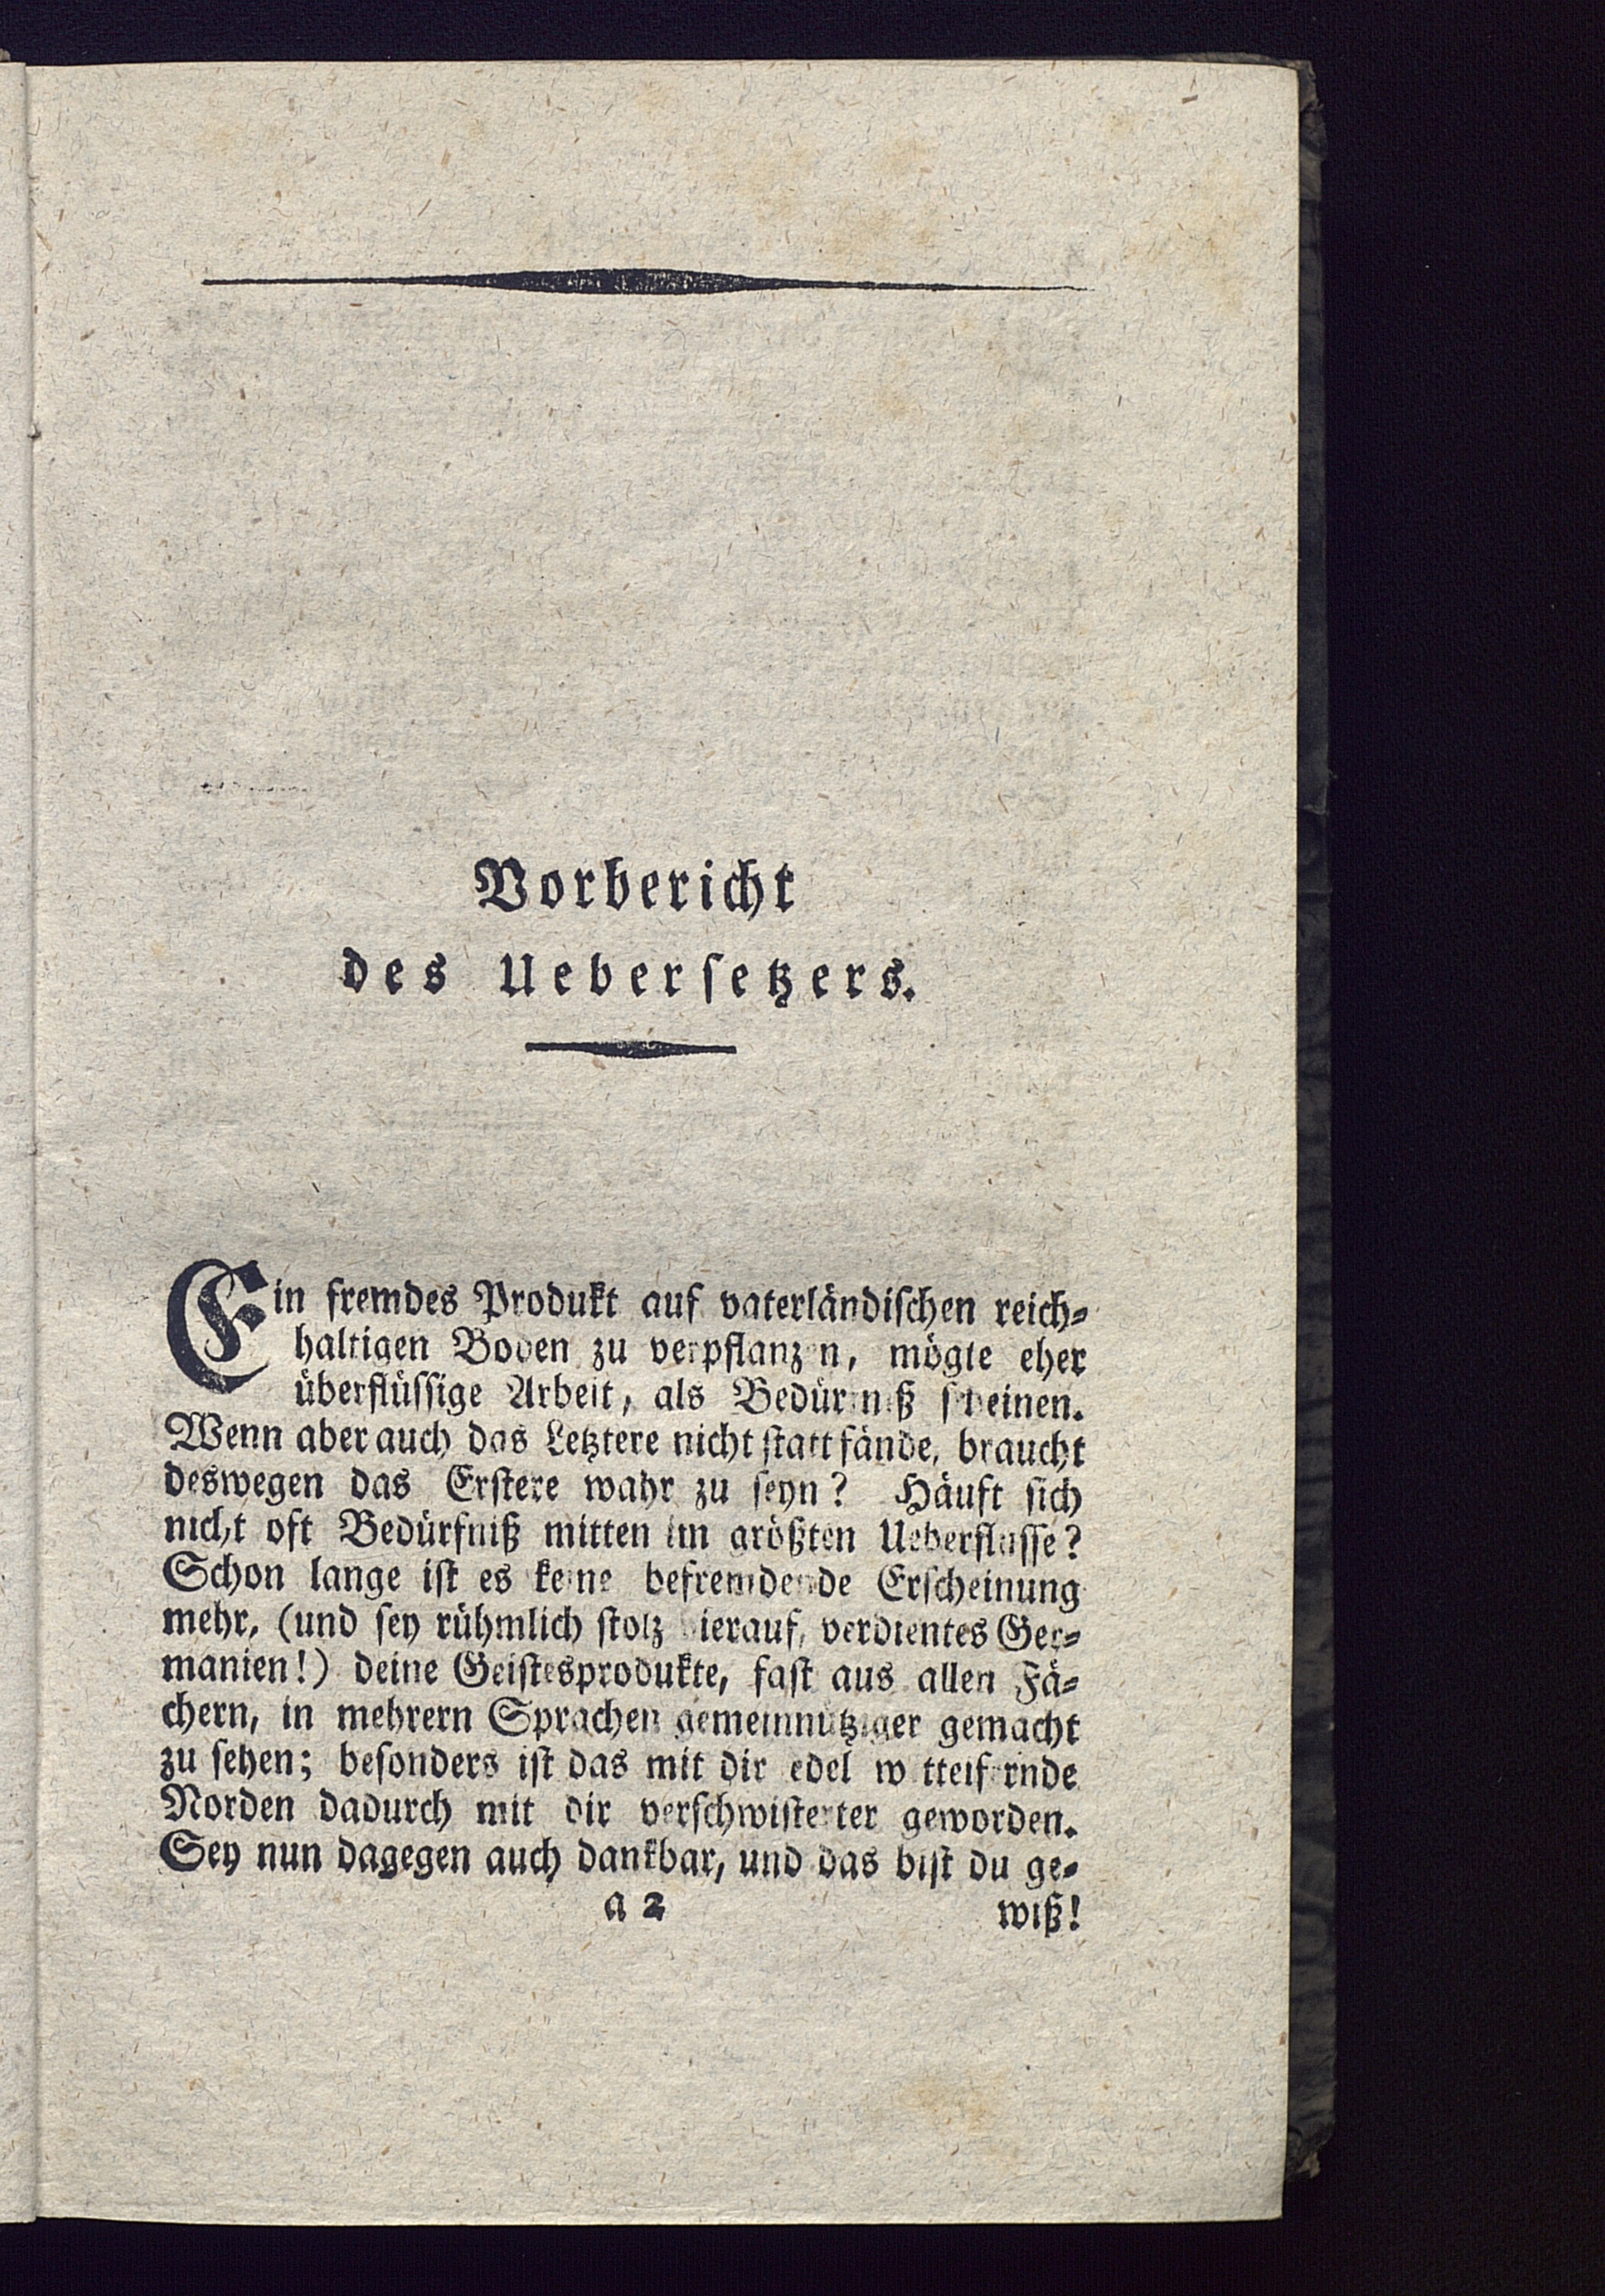 Vorbericht
des Uebersetzers.
Ein fremdes Produkt auf vaterländischen reich-
haltigen Boden zu verpflanzen, mögte eher
überflüssige Arbeit, als Bedürfniß scheinen.
Wenn aber auch das Letztere nicht statt fände, braucht
deswegen das Erstere wahr zu seyn? Häuft sich
nicht oft Bedürfniß mitten im größten Ueberflusse?
Schon lange ist es keine befremdende Erscheinung
mehr, (und sey rühmlich stolz hierauf, verdientes Ger-
manien!) deine Geistesprodukte, fast aus allen Fä-
chern, in mehrern Sprachen gemeinnütziger gemacht
zu sehen; besonders ist das mit dir edel wetteifernde
Norden dadurch mit dir verschwisterter geworden.
Sey nun dagegen auch dankbar, und das bist du ge-
a 2 wiß!